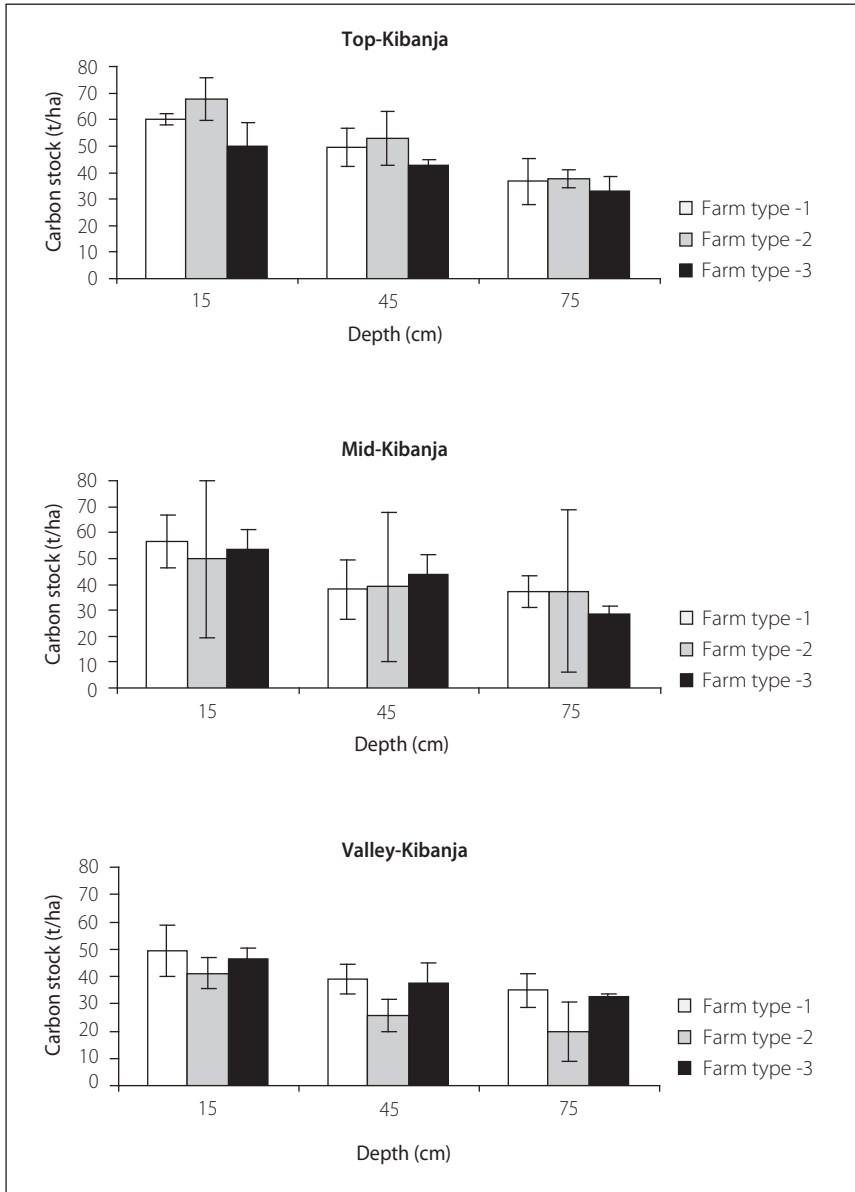 Top-Kibanja
Carbon stock (t/ha)
80
70
60
50
40
30
20
10
0
15 45 75
Depth (cm)
Farm type -1
Farm type -2
Farm type -3
Mid-Kibanja
Carbon stock (t/ha)
80
70
60
50
40
30
20
10
0
15 45 75
Depth (cm)
Farm type -1
Farm type -2
Farm type -3
Valley-Kibanja
Carbon stock (t/ha)
80
70
60
50
40
30
20
10
0
15 45 75
Depth (cm)
Farm type -1
Farm type -2
Farm type -3